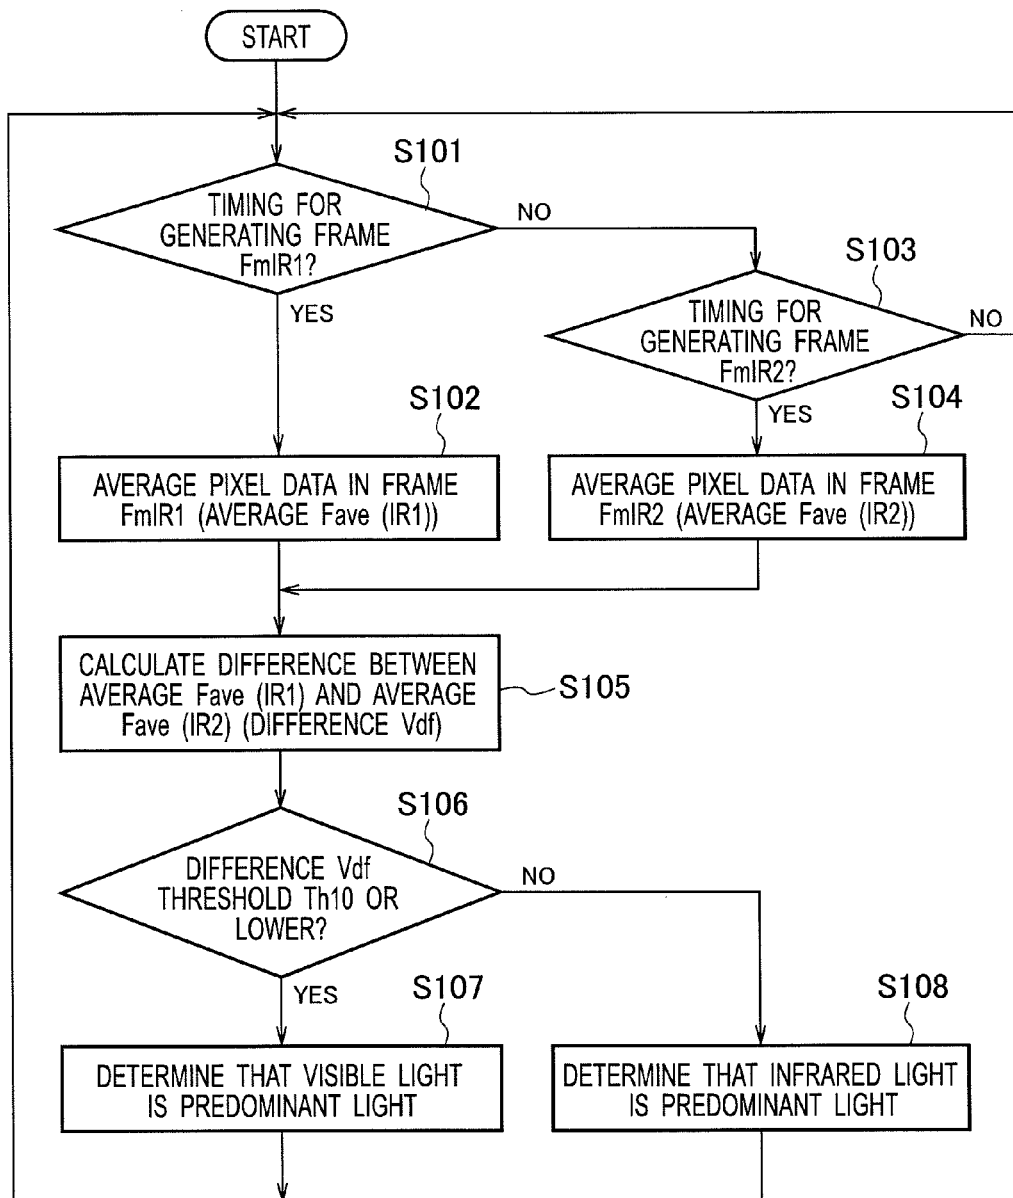 START
S101
TIMING FOR
GENERATING FRAME
FmIR1?
NO
YES
S103
TIMING FOR
GENERATING FRAME
FmIR2?
NO
YES
S102
AVERAGE PIXEL DATA IN FRAME
FmIR1 (AVERAGE Fave (IR1))
S104
AVERAGE PIXEL DATA IN FRAME
FmIR2 (AVERAGE Fave (IR2))
CALCULATE DIFFERENCE BETWEEN
AVERAGE Fave (IR1) AND AVERAGE
Fave (IR2) (DIFFERENCE Vdf)
S105
S106
DIFFERENCE Vdf
THRESHOLD Th10 OR
LOWER?
NO
YES
S107
DETERMINE THAT VISIBLE LIGHT
IS PREDOMINANT LIGHT
S108
DETERMINE THAT INFRARED LIGHT
IS PREDOMINANT LIGHT